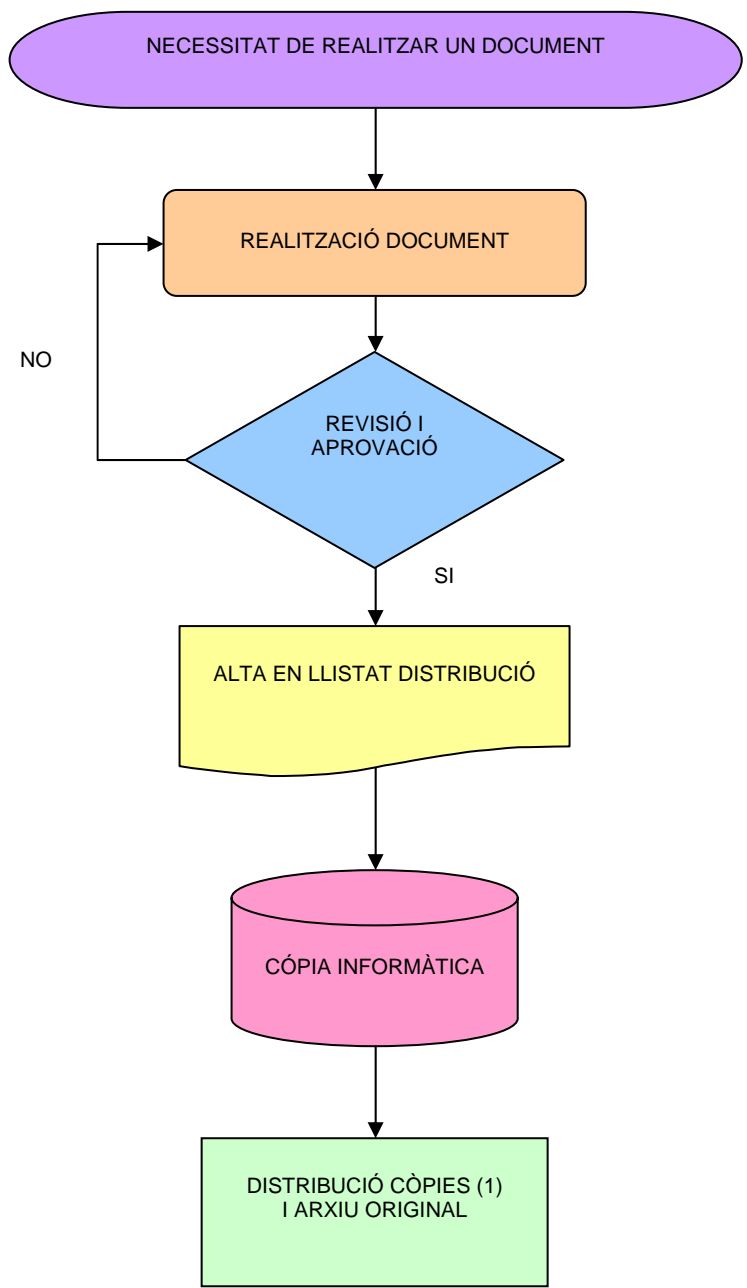 NECESSITAT DE REALITZAR UN DOCUMENT
REALITZACIÓ DOCUMENT
NO
REVISIÓ I
APROVACIÓ
SI
ALTA EN LLISTAT DISTRIBUCIÓ
CÓPIA INFORMÀTICA
DISTRIBUCIÓ CÒPIES (1)
I ARXIU ORIGINAL